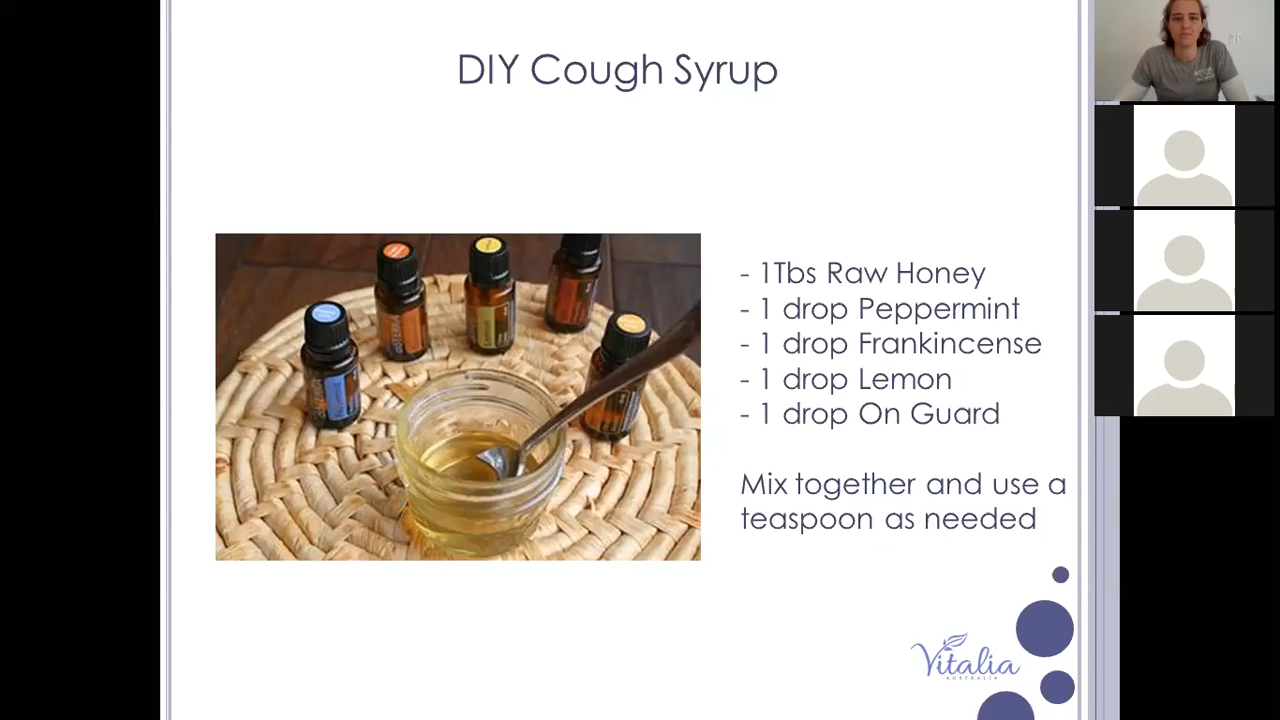 DIY Cough Syrup
- 1Tbs Raw Honey
- 1 drop Peppermint
- 1 drop Frankincense
- 1 drop Lemon
- 1 drop On Guard
Mix together and use a
teaspoon as needed
Vitalia
AUSTRALIA